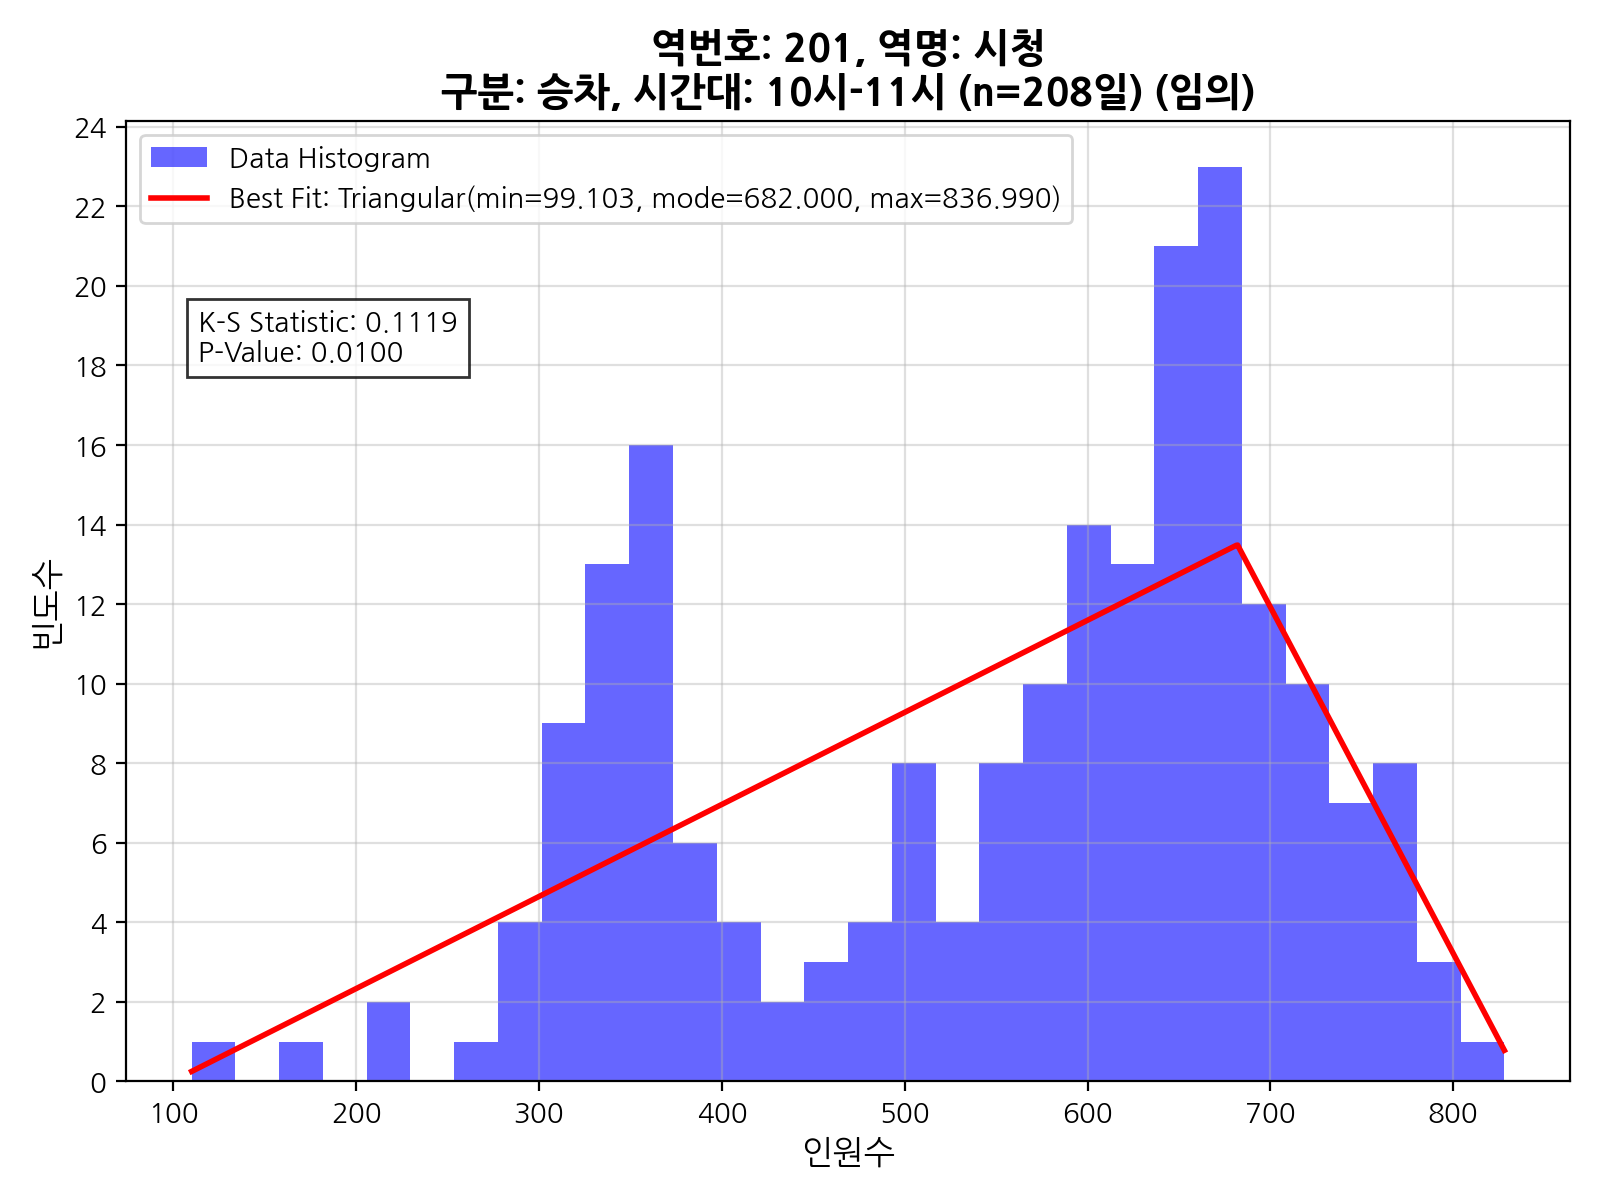 역번호: 201, 역명: 시청
구분: 승차, 시간대: 10시-11시 (n=208일) (임의)
Data Histogram
Best Fit: Triangular(min=99.103, mode=682.000, max=836.990)
K-S Statistic: 0.1119
P-Value: 0.0100
24
22
20
18
16
14
12
10
8
6
4
2
0
빈도수
100 200 300 400 500 600 700 800
인원수